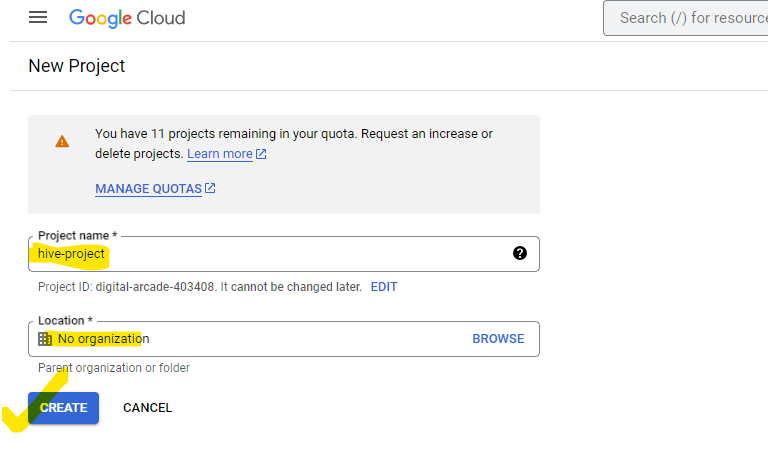 Google Cloud
Search (/) for resource
New Project
You have 11 projects remaining in your quota. Request an increase or
delete projects. Learn more
MANAGE QUOTAS
Project name *
hive-project
Project ID: digital-arcade-403408. It cannot be changed later. EDIT
Location *
No organization BROWSE
Parent organization or folder
CREATE CANCEL